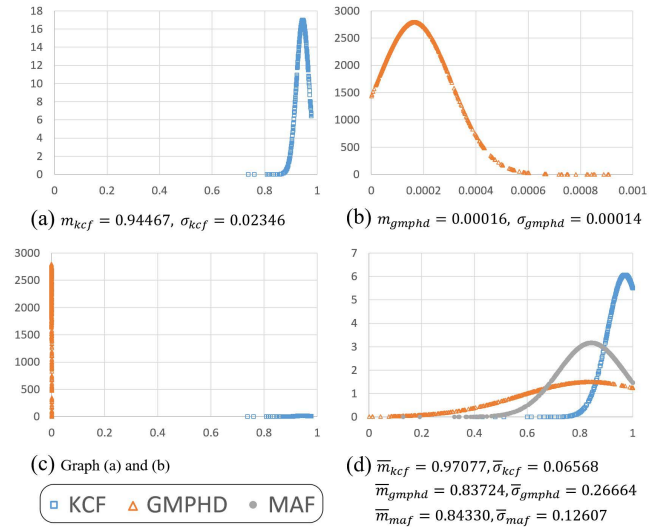 18
16
14
12
10
8
6
4
2
0
0 0.2 0.4 0.6 0.8 1
(a) m_kcf = 0.94467, σ_kcf = 0.02346
3000
2500
2000
1500
1000
500
0
0 0.0002 0.0004 0.0006 0.0008 0.001
(b) m_gmphd = 0.00016, σ_gmphd = 0.00014
3000
2500
2000
1500
1000
500
0
0 0.2 0.4 0.6 0.8 1
(c) Graph (a) and (b)
7
6
5
4
3
2
1
0
0 0.2 0.4 0.6 0.8 1
(d) m̅_kcf = 0.97077, σ̅_kcf = 0.06568
m̅_gmphd = 0.83724, σ̅_gmphd = 0.26664
m̅_maf = 0.84330, σ̅_maf = 0.12607
KCF GMPHD MAF